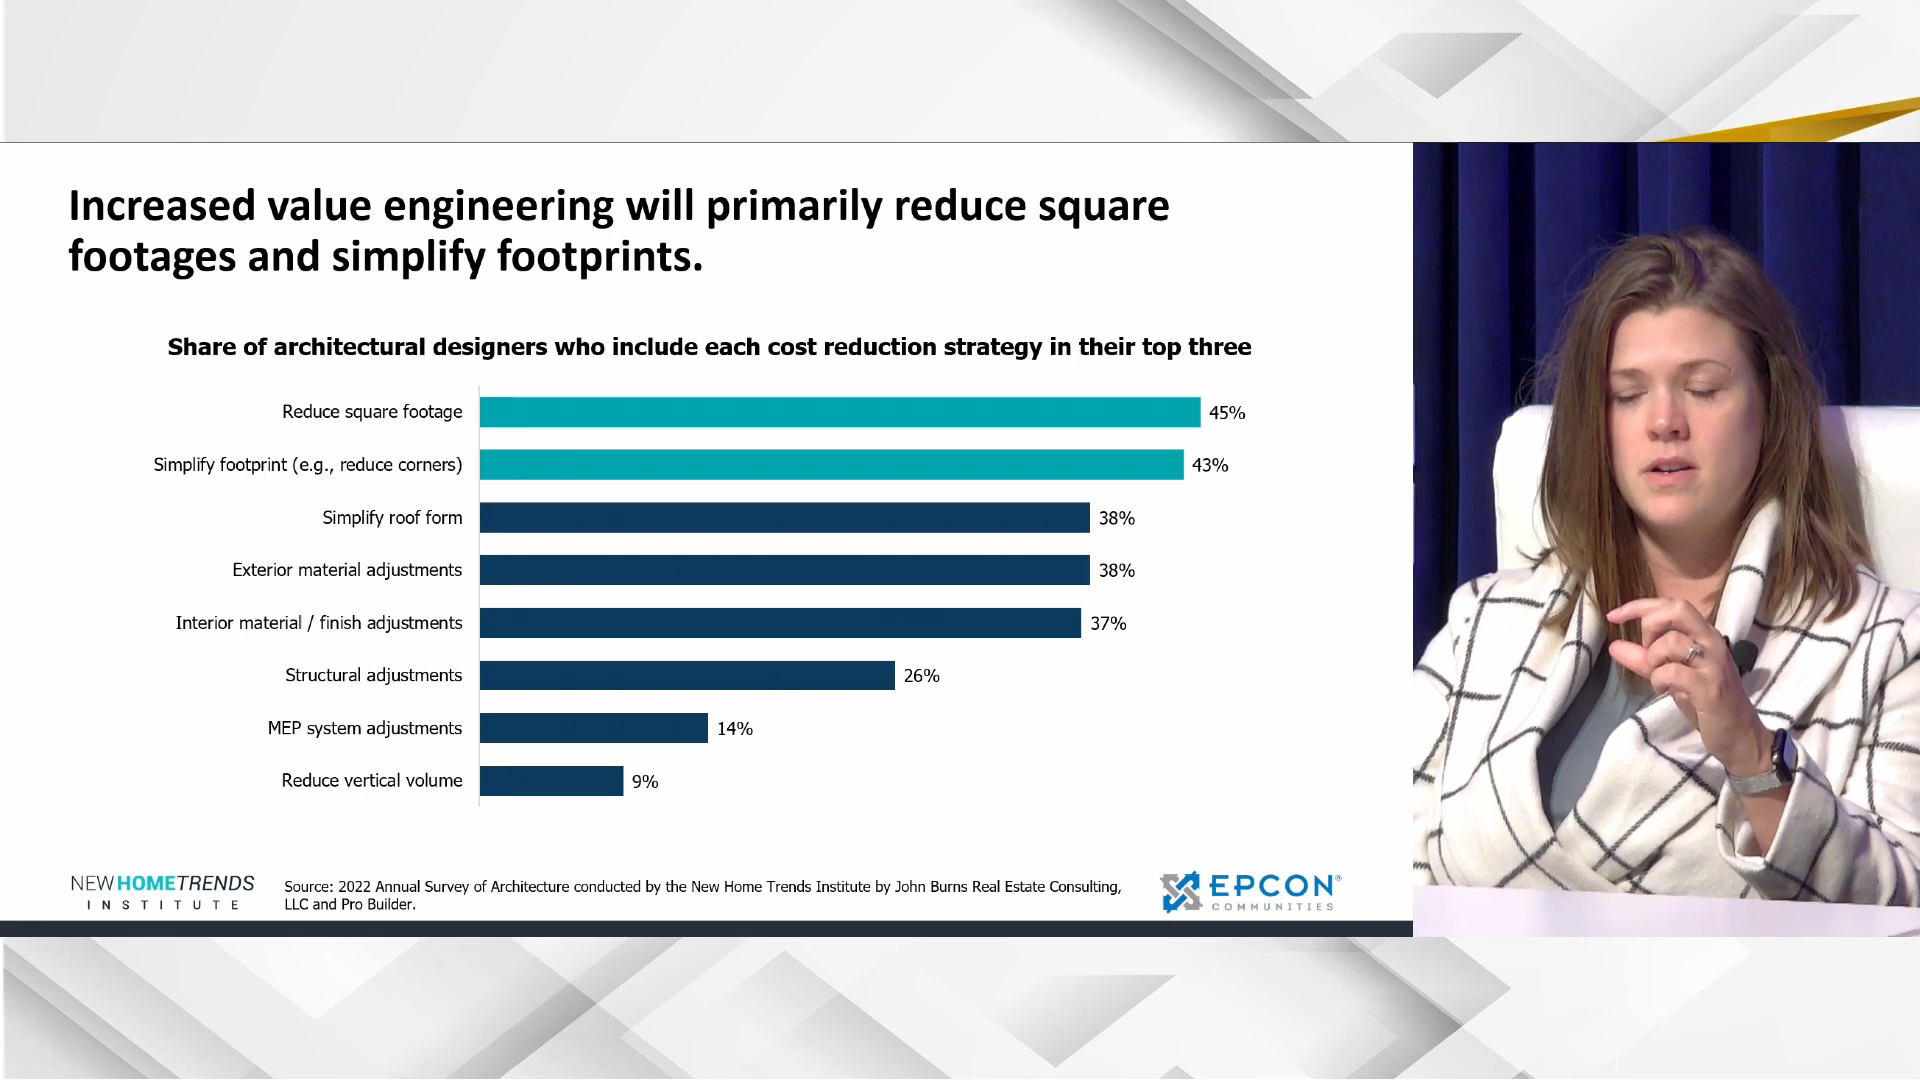 Increased value engineering will primarily reduce square
footages and simplify footprints.
Share of architectural designers who include each cost reduction strategy in their top three
Reduce square footage 45%
Simplify footprint (e.g., reduce corners) 43%
Simplify roof form 38%
Exterior material adjustments 38%
Interior material / finish adjustments 37%
Structural adjustments 26%
MEP system adjustments 14%
Reduce vertical volume 9%
NEW HOME TRENDS
INSTITUTE
Source: 2022 Annual Survey of Architecture conducted by the New Home Trends Institute by John Burns Real Estate Consulting,
LLC and Pro Builder.
EPCON®
COMMUNITIES